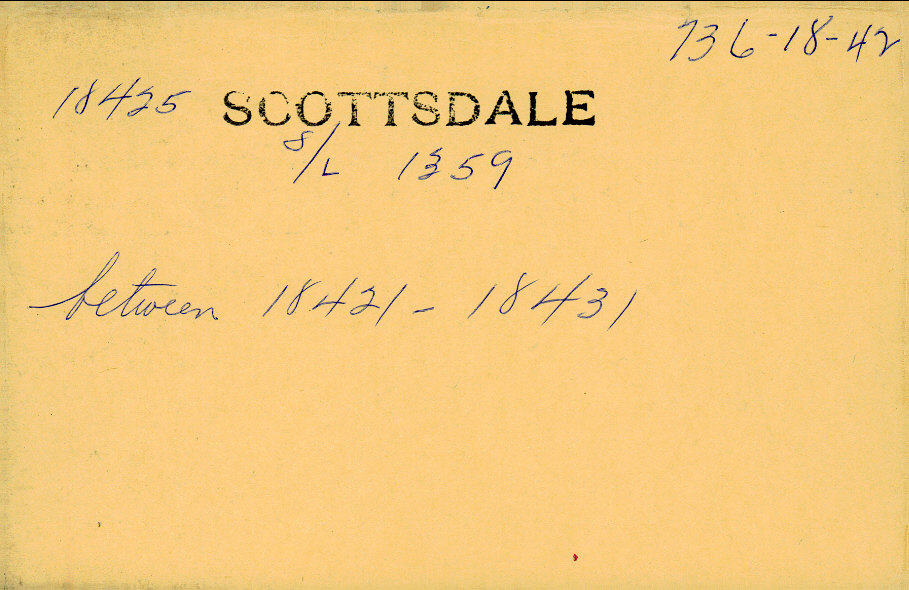 736-18-42
18425 SCOTTSDALE
S/L 1359
between 18421 - 18431